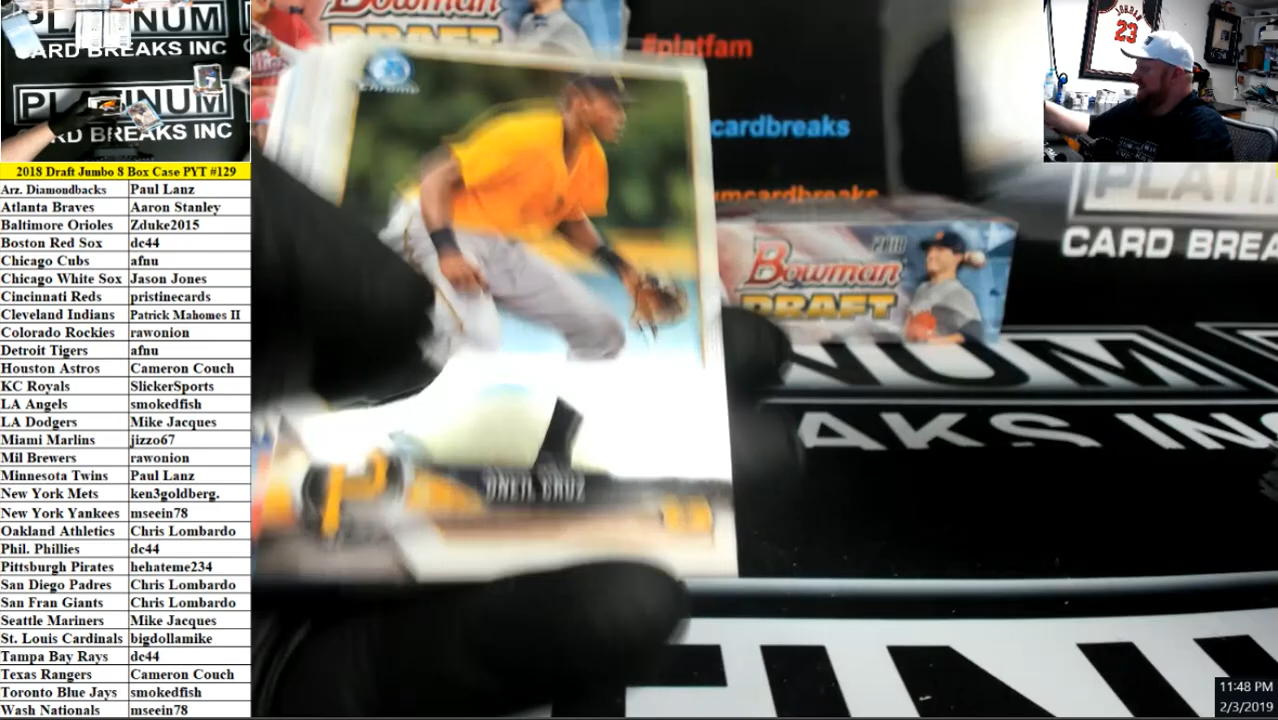 PLATINUM
CARD BREAKS INC
PLATINUM
CARD BREAKS INC
2018 Draft Jumbo 8 Box Case PYT #129
Arz. Diamondbacks Paul Lanz
Atlanta Braves Aaron Stanley
Baltimore Orioles Zduke2015
Boston Red Sox dc44
Chicago Cubs afnu
Chicago White Sox Jason Jones
Cincinnati Reds pristinecards
Cleveland Indians Patrick Mahomes II
Colorado Rockies rawonion
Detroit Tigers afnu
Houston Astros Cameron Couch
KC Royals SlickerSports
LA Angels smokedfish
LA Dodgers Mike Jacques
Miami Marlins jizzo67
Mil Brewers rawonion
Minnesota Twins Paul Lanz
New York Mets ken3goldberg.
New York Yankees mseein78
Oakland Athletics Chris Lombardo
Phil. Phillies dc44
Pittsburgh Pirates hehateme234
San Diego Padres Chris Lombardo
San Fran Giants Chris Lombardo
Seattle Mariners Mike Jacques
St. Louis Cardinals bigdollamike
Tampa Bay Rays dc44
Texas Rangers Cameron Couch
Toronto Blue Jays smokedfish
Wash Nationals mseein78
Bowman
DRAFT
CHROME
ONEIL CRUZ
#platfam
cardbreaks
umcardbreaks
2018
Bowman
DRAFT
PLATI
CARD BREA
NUM
AKS INC
TINU
JORDAN
23
11:48 PM
2/3/2019